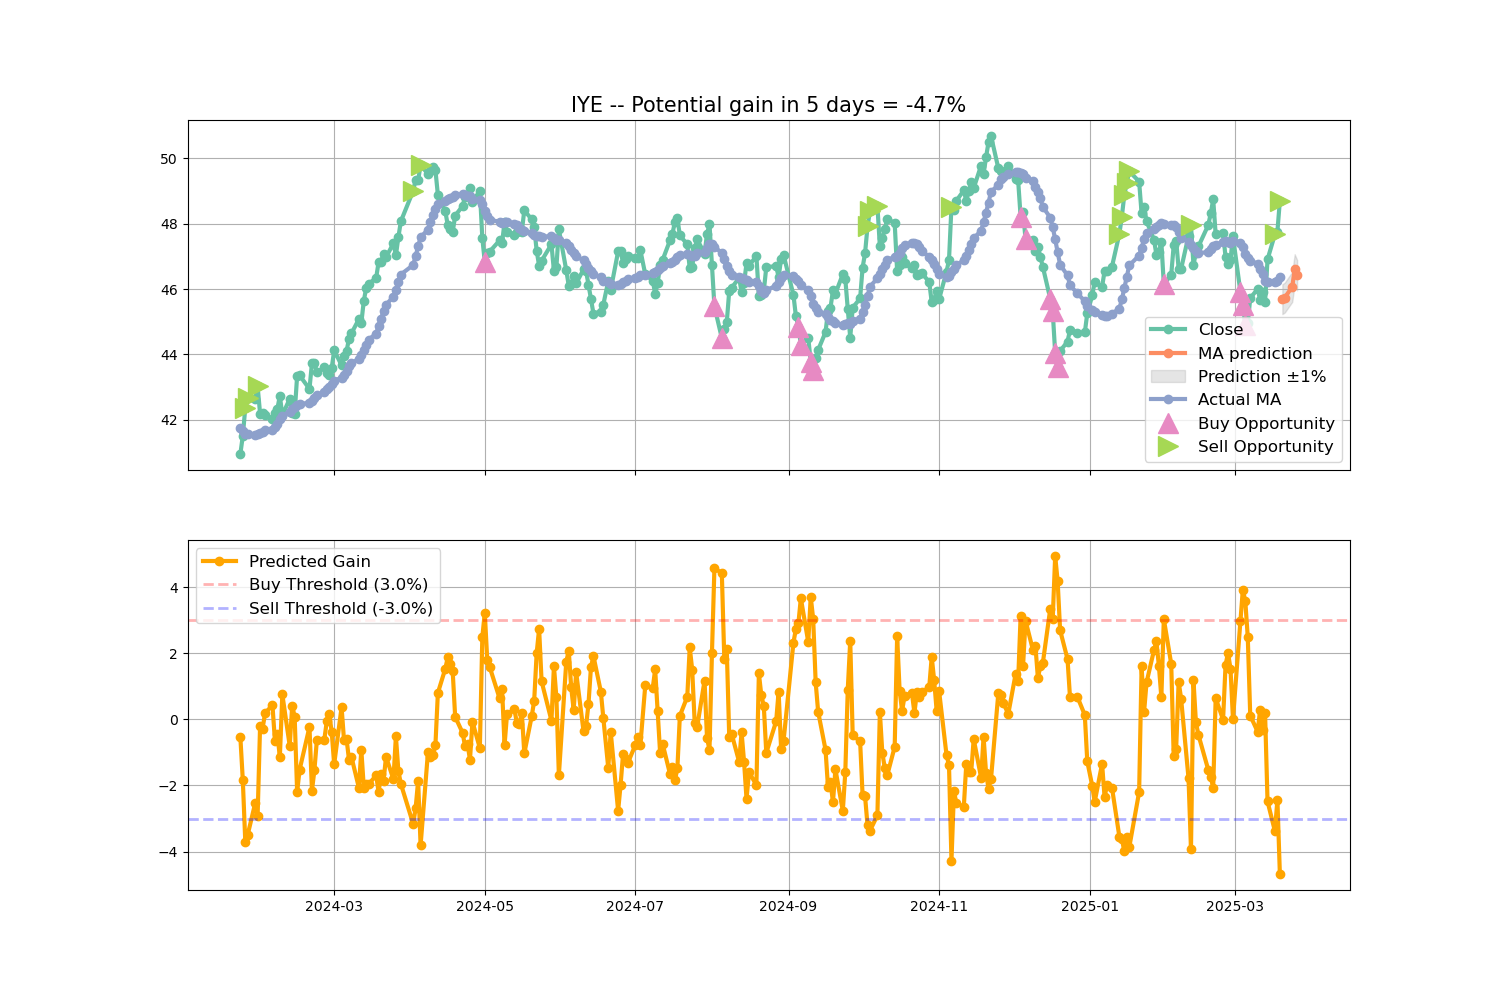 IYE -- Potential gain in 5 days = -4.7%
50
48
46
44
42
Close
MA prediction
Prediction ±1%
Actual MA
Buy Opportunity
Sell Opportunity
Predicted Gain
Buy Threshold (3.0%)
Sell Threshold (-3.0%)
4
2
0
−2
−4
2024-03
2024-05
2024-07
2024-09
2024-11
2025-01
2025-03